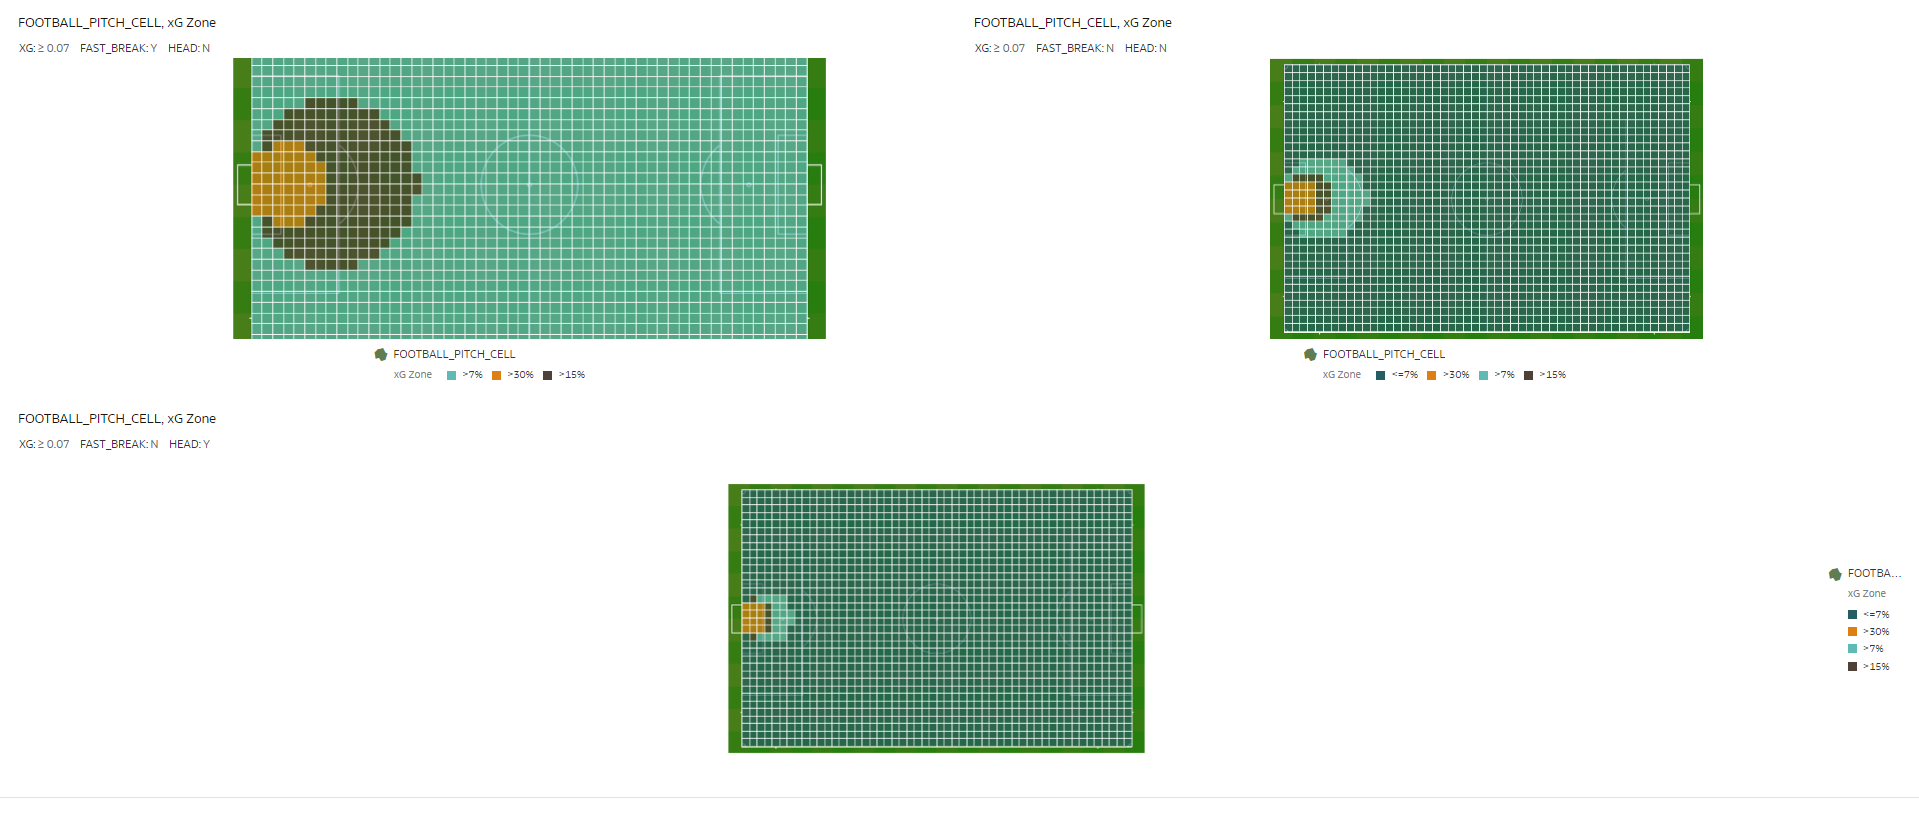 FOOTBALL_PITCH_CELL, xG Zone
XG: ≥ 0.07 FAST_BREAK: Y HEAD: N
FOOTBALL_PITCH_CELL
xG Zone >7% >30% >15%
FOOTBALL_PITCH_CELL, xG Zone
XG: ≥ 0.07 FAST_BREAK: N HEAD: N
FOOTBALL_PITCH_CELL
xG Zone <=7% >30% >7% >15%
FOOTBALL_PITCH_CELL, xG Zone
XG: ≥ 0.07 FAST_BREAK: N HEAD: Y
FOOTBA...
xG Zone
<=7%
>30%
>7%
>15%